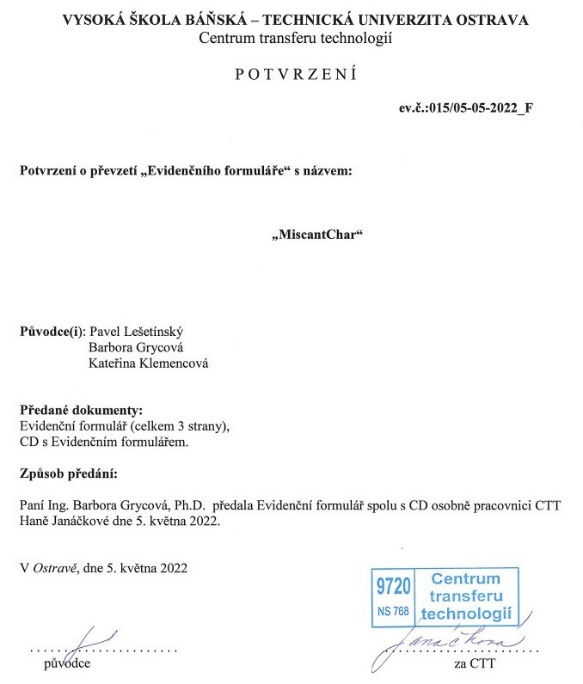 VYSOKÁ ŠKOLA BÁŇSKÁ – TECHNICKÁ UNIVERZITA OSTRAVA
Centrum transferu technologií
P O T V R Z E N Í
ev.č.:015/05-05-2022_F
Potvrzení o převzetí „Evidenčního formuláře“ s názvem:
„MiscantChar“
Původce(i): Pavel Lešetínský
Barbora Grycová
Kateřina Klemencová
Předané dokumenty:
Evidenční formulář (celkem 3 strany),
CD s Evidenčním formulářem.
Způsob předání:
Paní Ing. Barbora Grycová, Ph.D. předala Evidenční formulář spolu s CD osobně pracovnici CTT
Haně Janáčkové dne 5. května 2022.
V Ostravě, dne 5. května 2022
9720
NS 768
Centrum
transferu
technologií
Janáčková
původce
za CTT